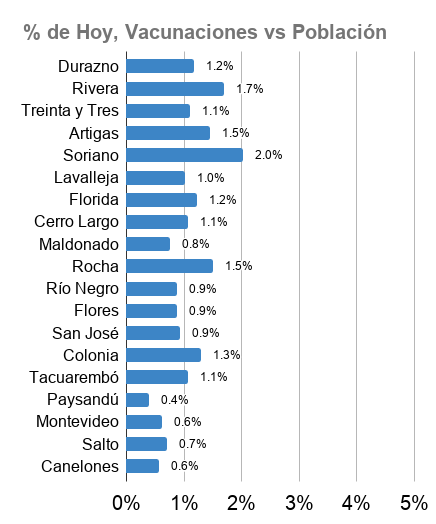 % de Hoy, Vacunaciones vs Población
Durazno 1.2%
Rivera 1.7%
Treinta y Tres 1.1%
Artigas 1.5%
Soriano 2.0%
Lavalleja 1.0%
Florida 1.2%
Cerro Largo 1.1%
Maldonado 0.8%
Rocha 1.5%
Río Negro 0.9%
Flores 0.9%
San José 0.9%
Colonia 1.3%
Tacuarembó 1.1%
Paysandú 0.4%
Montevideo 0.6%
Salto 0.7%
Canelones 0.6%
0% 1% 2% 3% 4% 5%